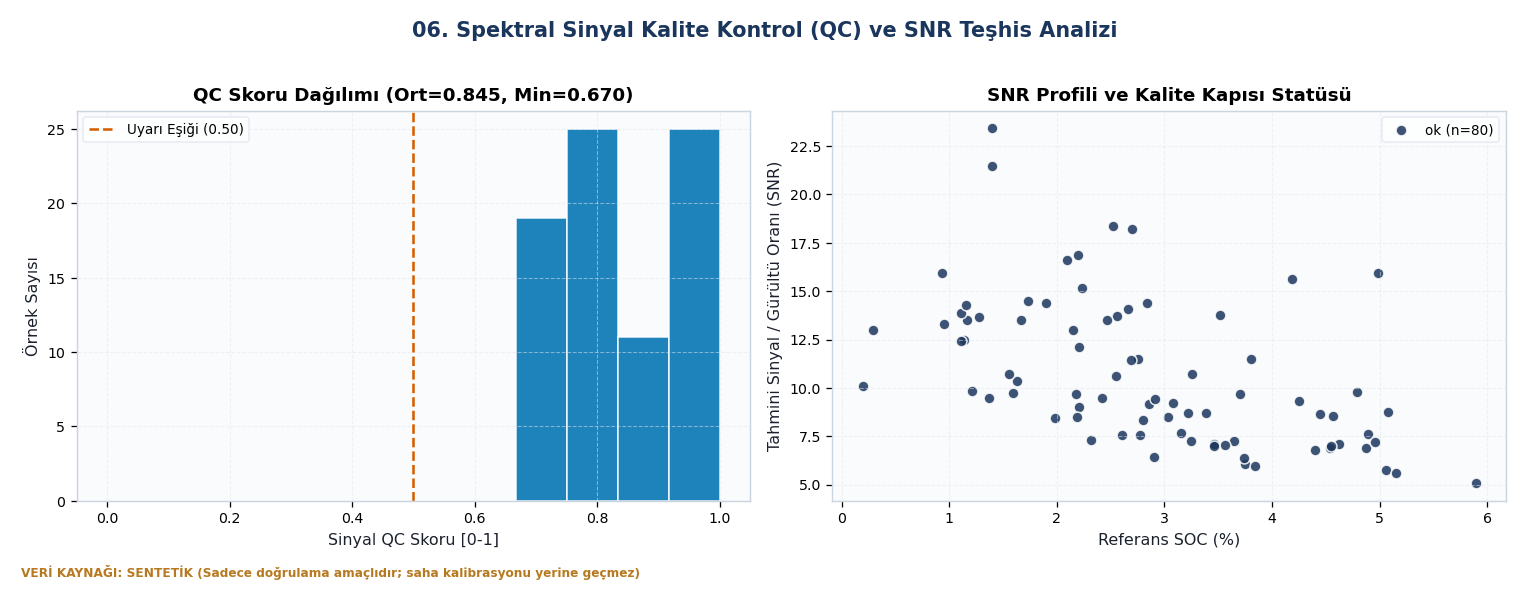 06. Spektral Sinyal Kalite Kontrol (QC) ve SNR Teşhis Analizi
QC Skoru Dağılımı (Ort=0.845, Min=0.670)
Uyarı Eşiği (0.50)
Örnek Sayısı
25
20
15
10
5
0
0.0 0.2 0.4 0.6 0.8 1.0
Sinyal QC Skoru [0-1]
SNR Profili ve Kalite Kapısı Statüsü
ok (n=80)
Tahmini Sinyal / Gürültü Oranı (SNR)
22.5
20.0
17.5
15.0
12.5
10.0
7.5
5.0
0 1 2 3 4 5 6
Referans SOC (%)
VERİ KAYNAĞI: SENTETİK (Sadece doğrulama amaçlıdır; saha kalibrasyonu yerine geçmez)